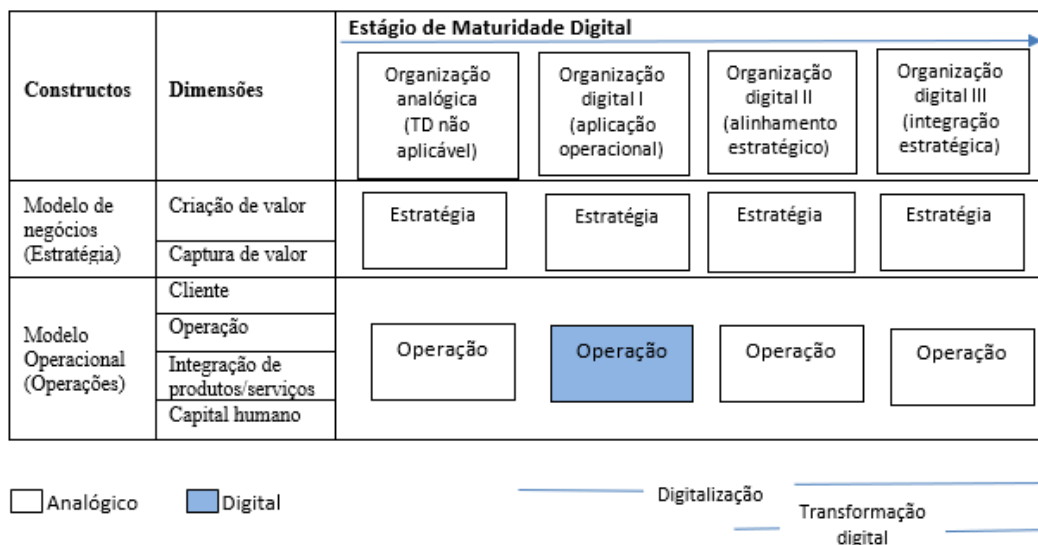 Estágio de Maturidade Digital
Constructos
Dimensões
Organização
analógica
(TD não
aplicável)
Organização
digital I
(aplicação
operacional)
Organização
digital II
(alinhamento
estratégico)
Organização
digital III
(integração
estratégica)
Modelo de
negócios
(Estratégia)
Criação de valor
Captura de valor
Estratégia
Estratégia
Estratégia
Estratégia
Modelo
Operacional
(Operações)
Cliente
Operação
Integração de
produtos/serviços
Capital humano
Operação
Operação
Operação
Operação
Analógico
Digital
Digitalização
Transformação
digital